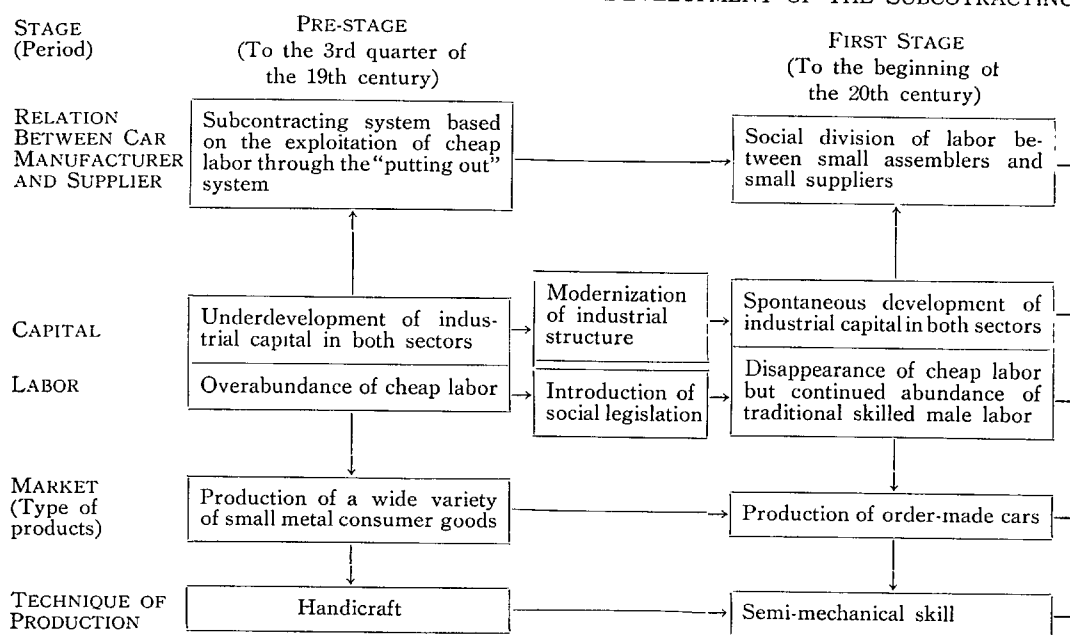 DEVELOPMENT OF THE SUBCOTRACTING
STAGE
(Period)
PRE-STAGE
(To the 3rd quarter of
the 19th century)
FIRST STAGE
(To the beginning of
the 20th century)
RELATION
BETWEEN CAR
MANUFACTURER
AND SUPPLIER
Subcontracting system based
on the exploitation of cheap
labor through the "putting out"
system
Social division of labor be-
tween small assemblers and
small suppliers
CAPITAL
Underdevelopment of indus-
trial capital in both sectors
Modernization
of industrial
structure
Spontaneous development of
industrial capital in both sectors
LABOR
Overabundance of cheap labor
Introduction of
social legislation
Disappearance of cheap labor
but continued abundance of
traditional skilled male labor
MARKET
(Type of
products)
Production of a wide variety
of small metal consumer goods
Production of order-made cars
TECHNIQUE OF
PRODUCTION
Handicraft
Semi-mechanical skill